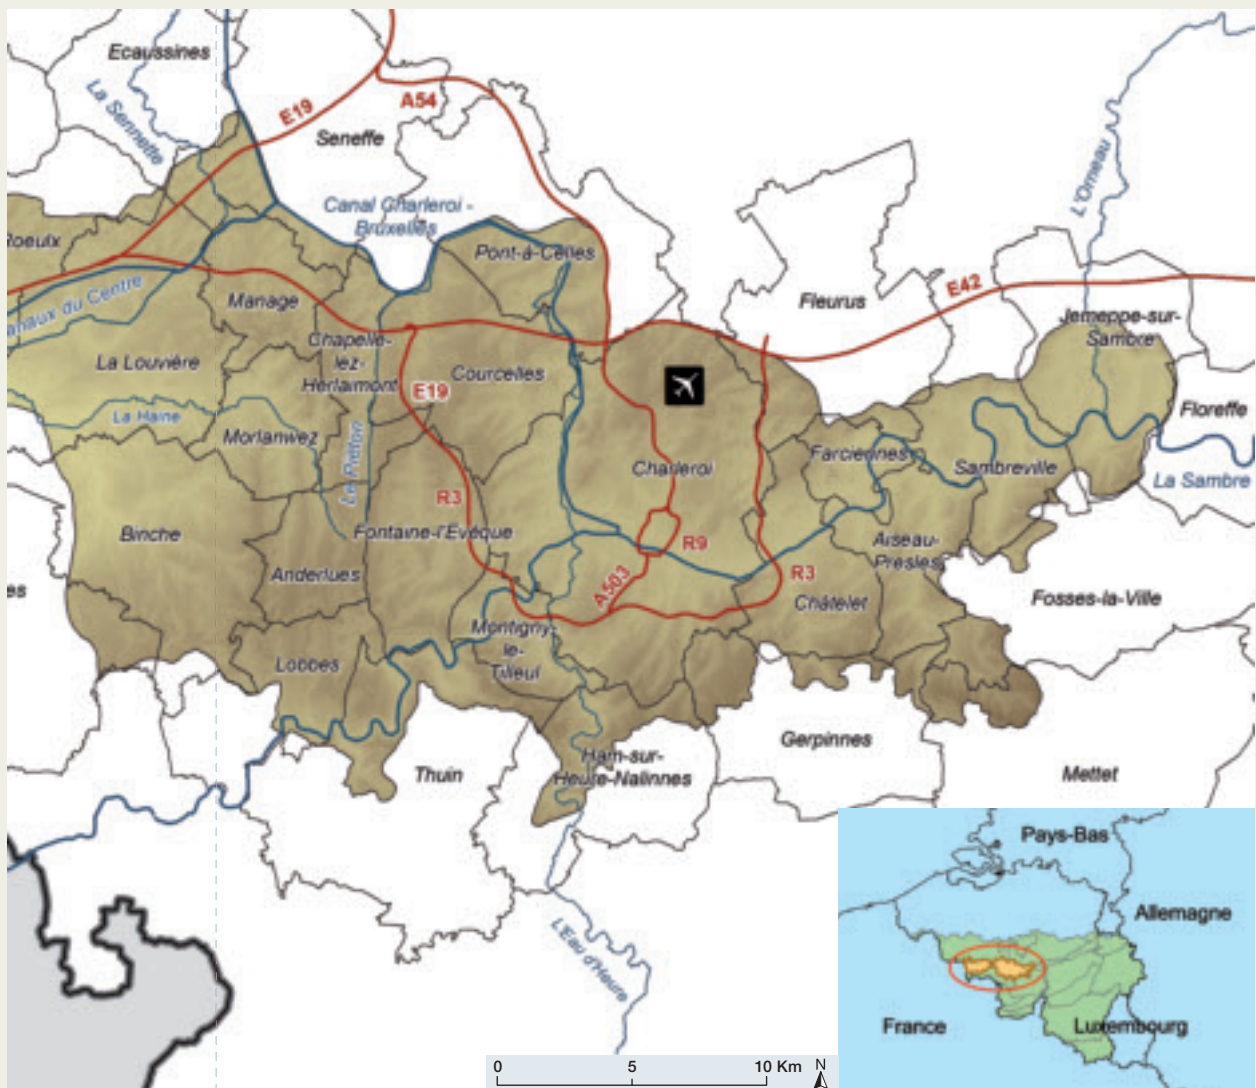 Ecaussines
La Sennette
E19
A54
Seneffe
L'Orneau
Canal Charleroi -
Bruxelles
Roeulx
Pont-à-Celles
E42
Manage
Fleurus
anaux du Centre
Jemeppe-sur-
Sambre
La Louvière
Chapelle-
lez-
Herlaimont
Courcelles
E19
La Haine
Floreffe
Morlanwez
Charleroi
Farciennes
Sambreville
La Sambre
Le Piéton
R3
Binche
Fontaine-l'Evêque
R9
Aiseau-
Presles
Anderlues
A503
R3
es
Châtelet
Fosses-la-Ville
Montigny-
le-
Tilleul
Lobbes
Gerpinnes
Ham-sur-
Heure-Nalinnes
Thuin
Mettet
L'Eau d'Heure
Pays-Bas
Allemagne
France
Luxembourg
0 5 10 Km N